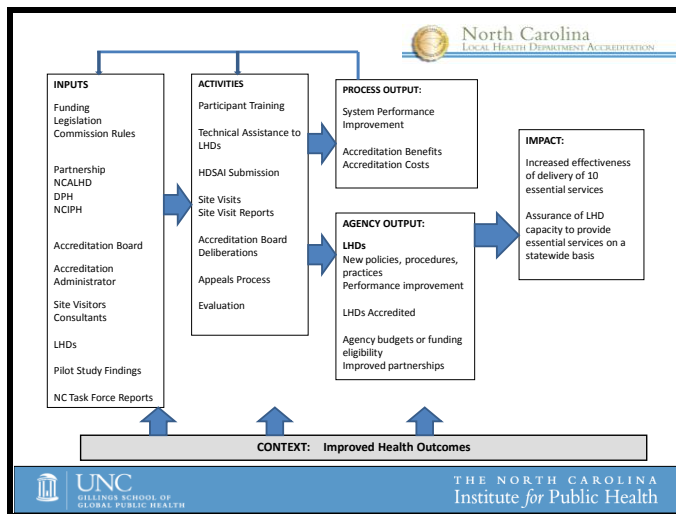 North Carolina
LOCAL HEALTH DEPARTMENT ACCREDITATION
INPUTS
Funding
Legislation
Commission Rules
Partnership
NCALHD
DPH
NCIPH
Accreditation Board
Accreditation
Administrator
Site Visitors
Consultants
LHDs
Pilot Study Findings
NC Task Force Reports
ACTIVITIES
Participant Training
Technical Assistance to
LHDs
HDSAI Submission
Site Visits
Site Visit Reports
Accreditation Board
Deliberations
Appeals Process
Evaluation
PROCESS OUTPUT:
System Performance
Improvement
Accreditation Benefits
Accreditation Costs
AGENCY OUTPUT:
LHDs
New policies, procedures,
practices
Performance improvement
LHDs Accredited
Agency budgets or funding
eligibility
Improved partnerships
IMPACT:
Increased effectiveness
of delivery of 10
essential services
Assurance of LHD
capacity to provide
essential services on a
statewide basis
CONTEXT: Improved Health Outcomes
UNC
GILLINGS SCHOOL OF
GLOBAL PUBLIC HEALTH
THE NORTH CAROLINA
Institute for Public Health